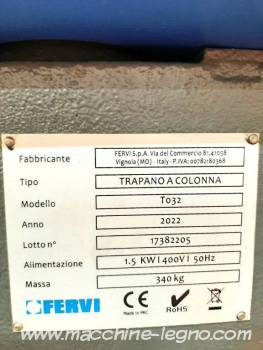 Fabbricante FERVI S.p.A. Via del Commercio 81, 41058
Vignola (MO) - Italy - P.IVA: 00782180368
Tipo TRAPANO A COLONNA
Modello T032
Anno 2022
Lotto n° 17382205
Alimentazione 1.5 KW I 400V I 50Hz
Massa 340 kg
FERVI CE RoHS
Made in PRC
www.macchine-legno.com